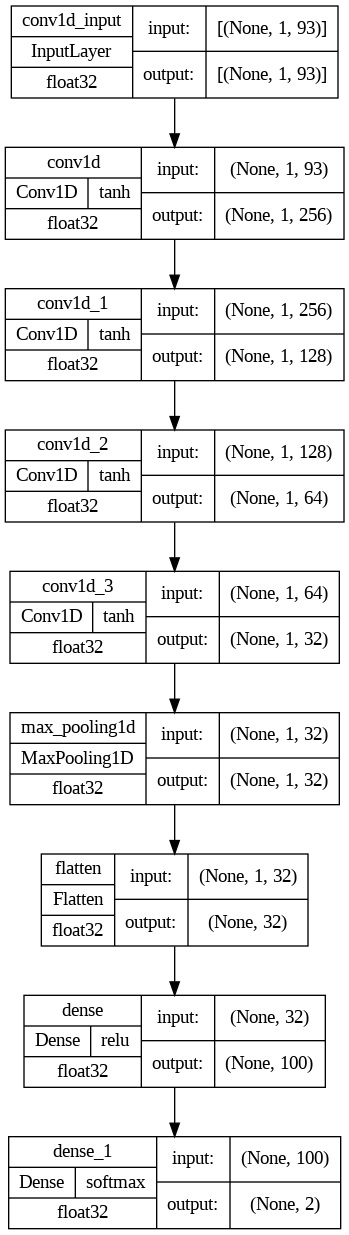 conv1d_input
InputLayer
float32
input:
[(None, 1, 93)]
output:
[(None, 1, 93)]
conv1d
Conv1D
tanh
float32
input:
(None, 1, 93)
output:
(None, 1, 256)
conv1d_1
Conv1D
tanh
float32
input:
(None, 1, 256)
output:
(None, 1, 128)
conv1d_2
Conv1D
tanh
float32
input:
(None, 1, 128)
output:
(None, 1, 64)
conv1d_3
Conv1D
tanh
float32
input:
(None, 1, 64)
output:
(None, 1, 32)
max_pooling1d
MaxPooling1D
float32
input:
(None, 1, 32)
output:
(None, 1, 32)
flatten
Flatten
float32
input:
(None, 1, 32)
output:
(None, 32)
dense
Dense
relu
float32
input:
(None, 32)
output:
(None, 100)
dense_1
Dense
softmax
float32
input:
(None, 100)
output:
(None, 2)